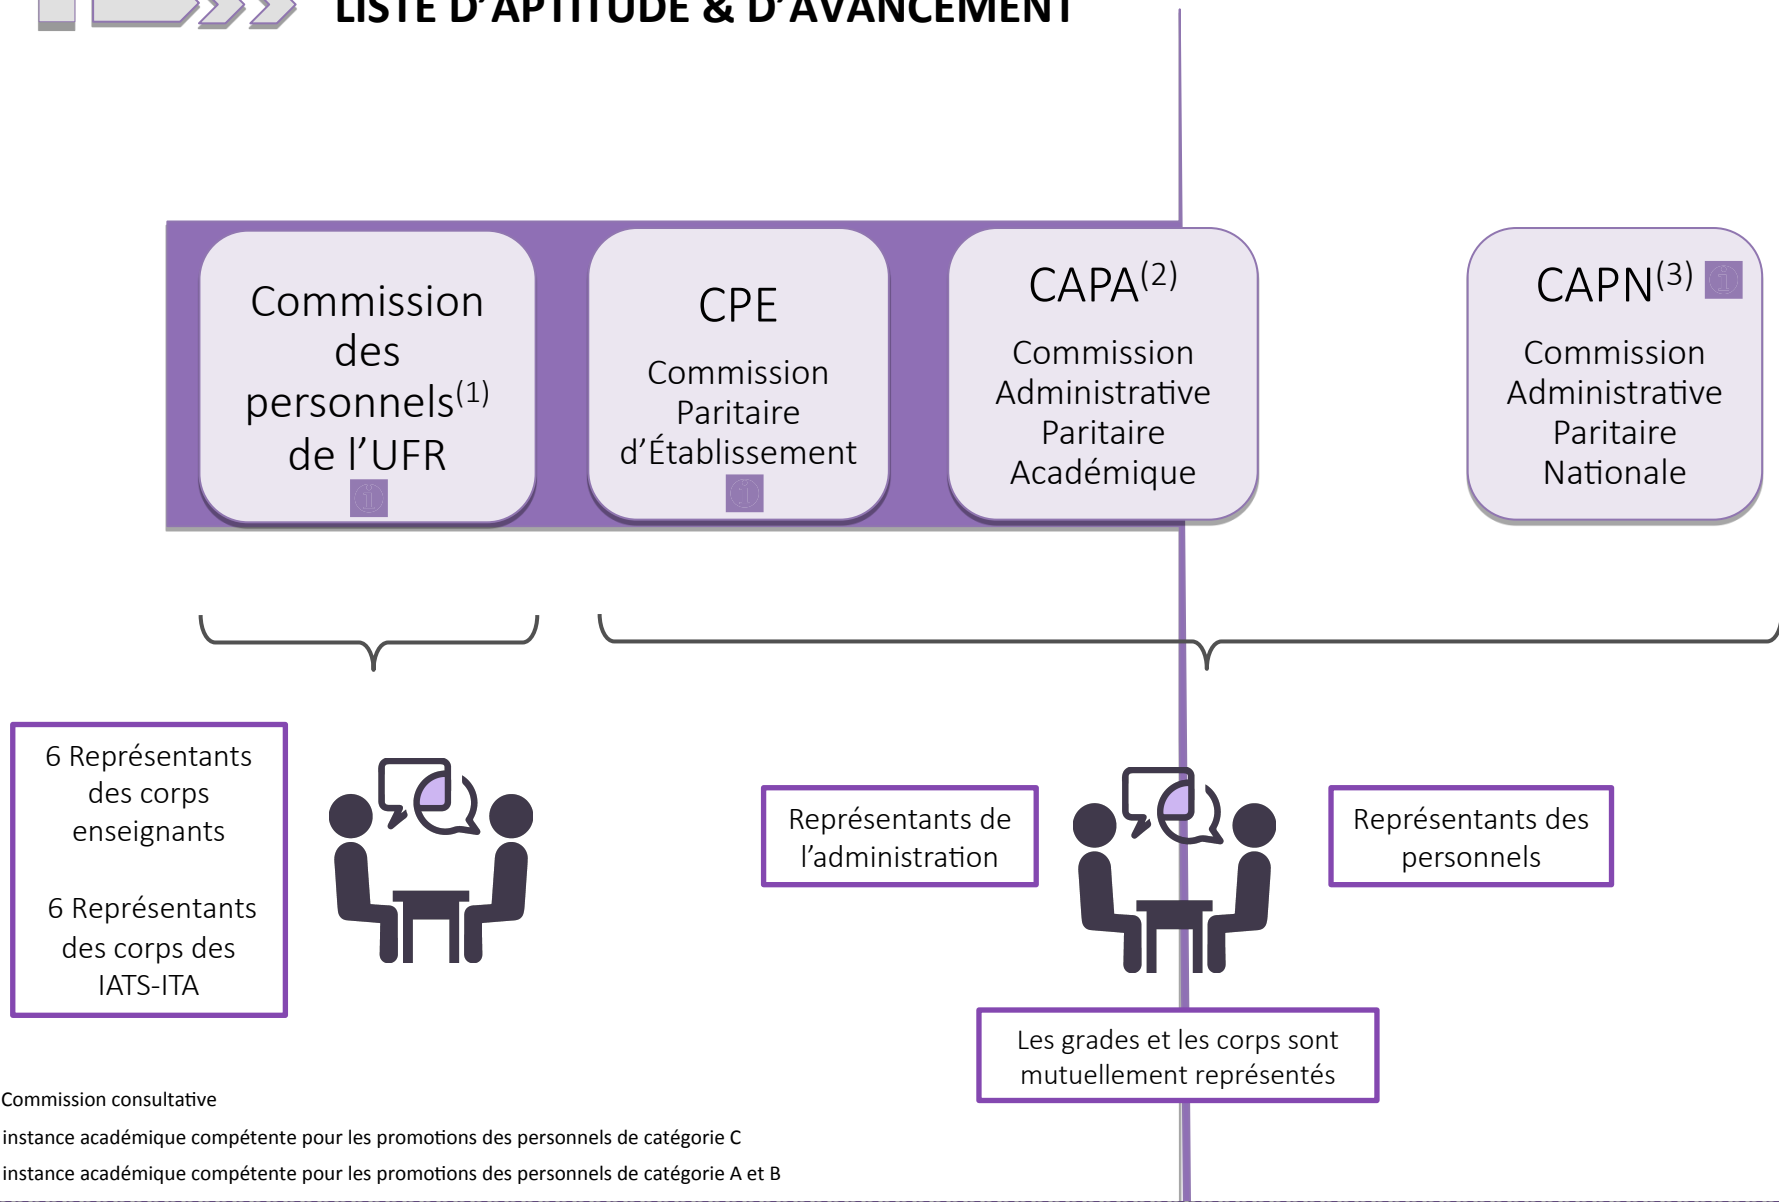 LISTE D'APTITUDE & D'AVANCEMENT
Commission
des
personnels(1)
de l'UFR
CPE
Commission
Paritaire
d'Établissement
CAPA(2)
Commission
Administrative
Paritaire
Académique
CAPN(3)
Commission
Administrative
Paritaire
Nationale
6 Représentants
des corps
enseignants
6 Représentants
des corps des
IATS-ITA
Représentants de
l'administration
Représentants des
personnels
Les grades et les corps sont
mutuellement représentés
Commission consultative
instance académique compétente pour les promotions des personnels de catégorie C
instance académique compétente pour les promotions des personnels de catégorie A et B